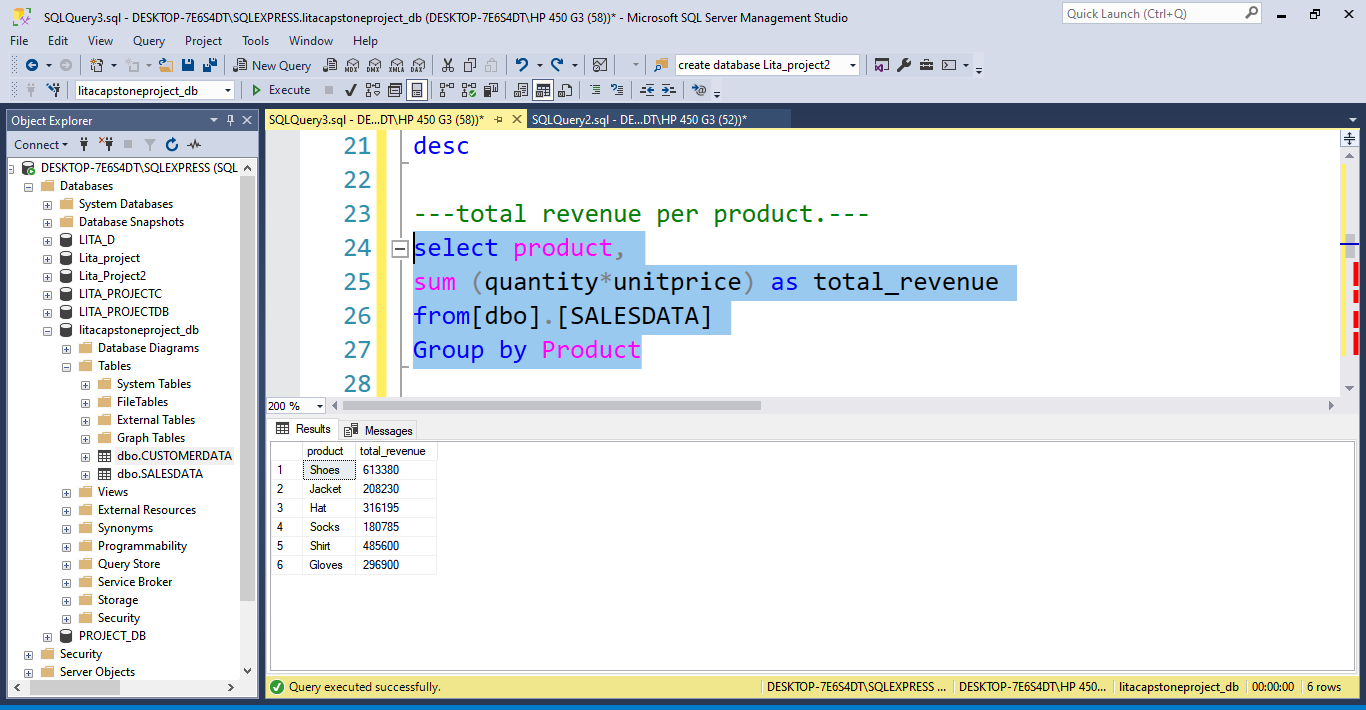 SQLQuery3.sql - DESKTOP-7E6S4DT\SQLEXPRESS.litacapstoneproject_db (DESKTOP-7E6S4DT\HP 450 G3 (58))* - Microsoft SQL Server Management Studio
Quick Launch (Ctrl+Q)
File Edit View Query Project Tools Window Help
New Query
MDX DMX XMLA DAX
create database Lita_project2
litacapstoneproject_db
Execute
Object Explorer
SQLQuery3.sql - DE...DT\HP 450 G3 (58))*
SQLQuery2.sql - DE...DT\HP 450 G3 (52))*
Connect
DESKTOP-7E6S4DT\SQLEXPRESS (SQL
Databases
System Databases
Database Snapshots
LITA_D
Lita_project
Lita_Project2
LITA_PROJECTC
LITA_PROJECTDB
litacapstoneproject_db
Database Diagrams
Tables
System Tables
FileTables
External Tables
Graph Tables
dbo.CUSTOMERDATA
dbo.SALESDATA
Views
External Resources
Synonyms
Programmability
Query Store
Service Broker
Storage
Security
PROJECT_DB
Security
Server Objects
21 desc
22
23 ---total revenue per product.---
24 select product,
25 sum (quantity*unitprice) as total_revenue
26 from[dbo].[SALESDATA]
27 Group by Product
28
200 %
Results Messages
product total_revenue
1 Shoes 613380
2 Jacket 208230
3 Hat 316195
4 Socks 180785
5 Shirt 485600
6 Gloves 296900
Query executed successfully.
DESKTOP-7E6S4DT\SQLEXPRESS ... DESKTOP-7E6S4DT\HP 450... litacapstoneproject_db 00:00:00 6 rows